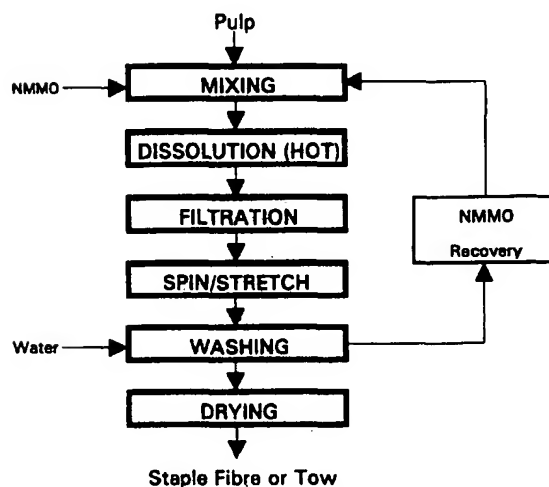 Pulp
NMMO
MIXING
DISSOLUTION (HOT)
FILTRATION
NMMO
Recovery
SPIN/STRETCH
Water
WASHING
DRYING
Staple Fibre or Tow